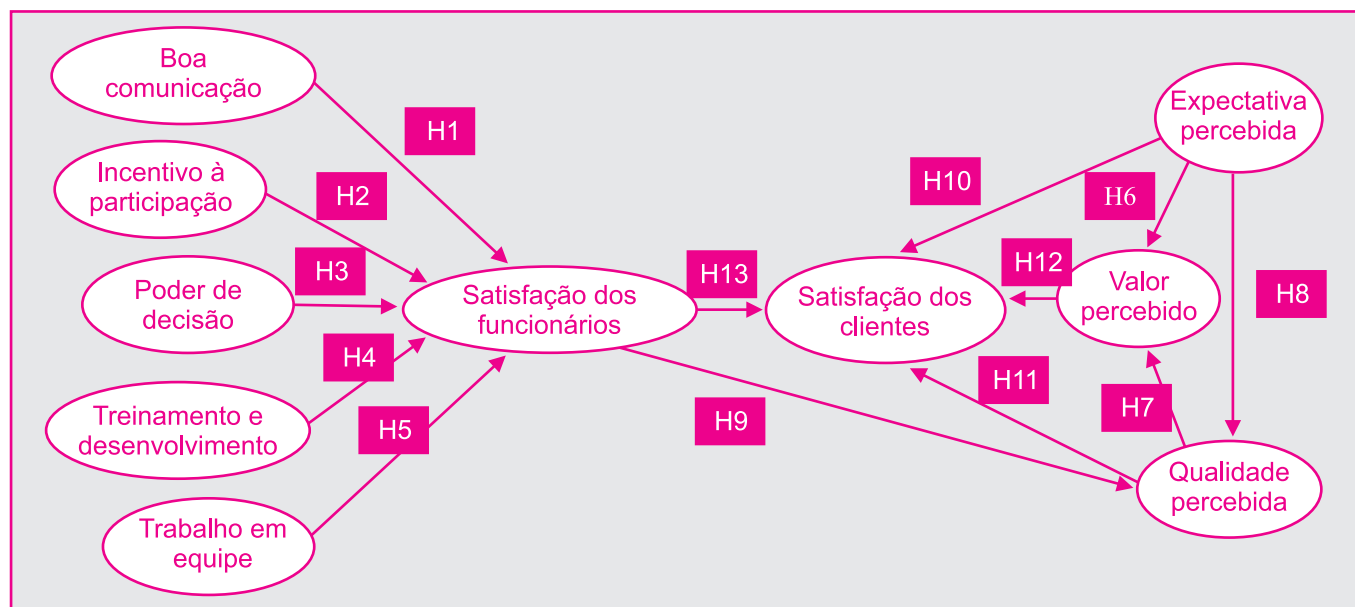 Boa
comunicação
H1
Incentivo à
participação
H2
Poder de
decisão
H3
Treinamento e
desenvolvimento
H4
Trabalho em
equipe
H5
Satisfação dos
funcionários
H13
H9
Satisfação dos
clientes
H10
H12
H11
Expectativa
percebida
H6
H8
Valor
percebido
H7
Qualidade
percebida